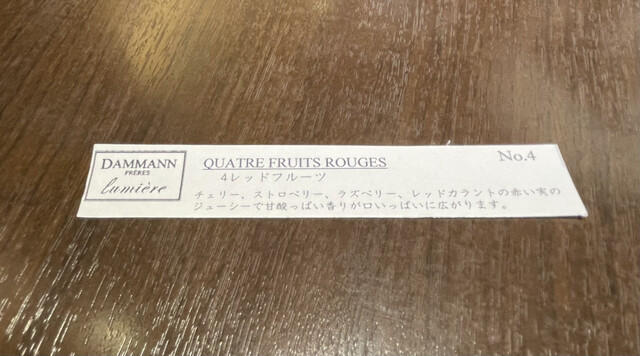 DAMMANN
FRÈRES
lumière
QUATRE FRUITS ROUGES
No.4
4レッドフルーツ
チェリー、ストロベリー、ラズベリー、レッドカラントの赤い実の
ジューシーで甘酸っぱい香りが口いっぱいに広がります。